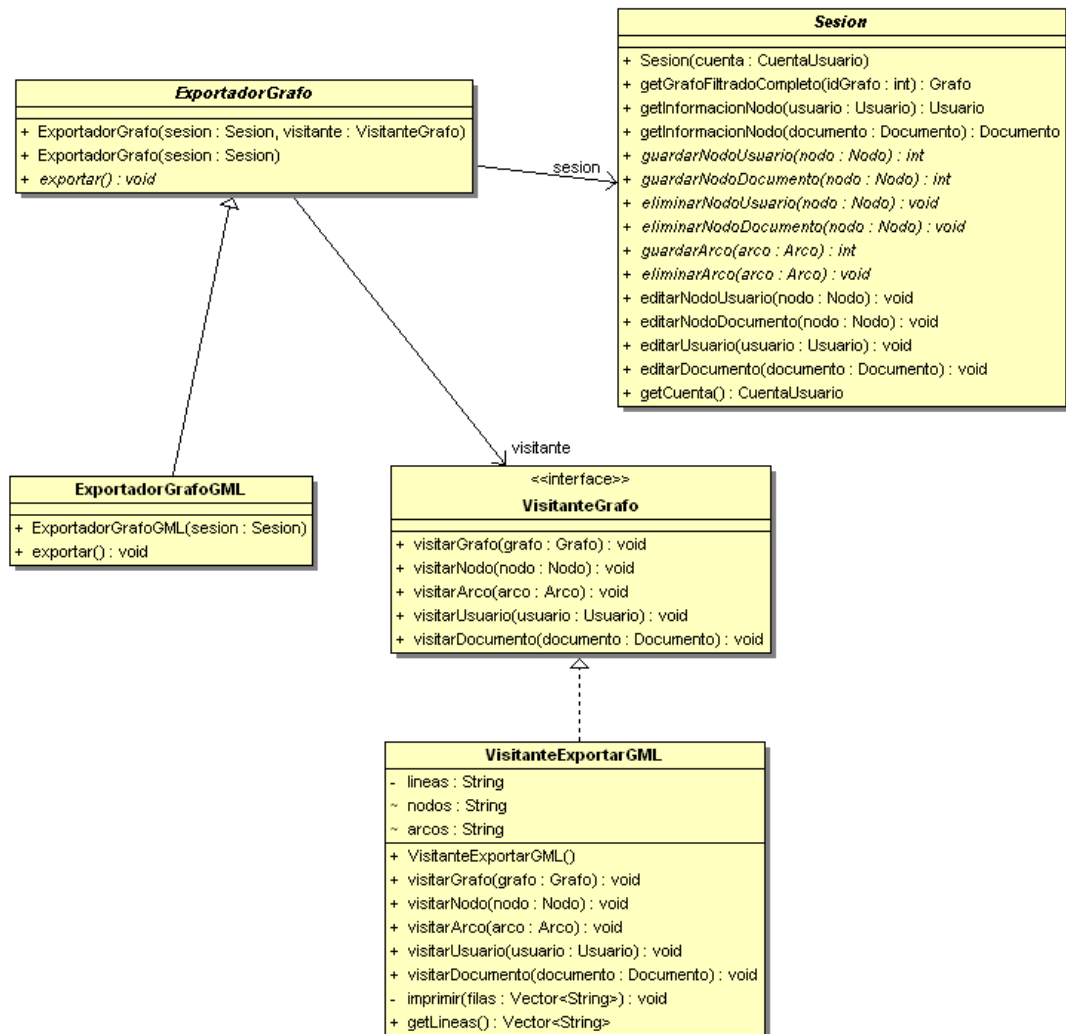 Sesion
+ Sesion(cuenta : CuentaUsuario)
+ getGrafoFiltradoCompleto(idGrafo : int) : Grafo
+ getInformacionNodo(usuario : Usuario) : Usuario
+ getInformacionNodo(documento : Documento) : Documento
+ guardarNodoUsuario(nodo : Nodo) : int
+ guardarNodoDocumento(nodo : Nodo) : int
+ eliminarNodoUsuario(nodo : Nodo) : void
+ eliminarNodoDocumento(nodo : Nodo) : void
+ guardarArco(arco : Arco) : int
+ eliminarArco(arco : Arco) : void
+ editarNodoUsuario(nodo : Nodo) : void
+ editarNodoDocumento(nodo : Nodo) : void
+ editarUsuario(usuario : Usuario) : void
+ editarDocumento(documento : Documento) : void
+ getCuenta() : CuentaUsuario
ExportadorGrafo
+ ExportadorGrafo(sesion : Sesion, visitante : VisitanteGrafo)
+ ExportadorGrafo(sesion : Sesion)
+ exportar() : void
sesion
visitante
ExportadorGrafoGML
+ ExportadorGrafoGML(sesion : Sesion)
+ exportar() : void
<<interface>>
VisitanteGrafo
+ visitarGrafo(grafo : Grafo) : void
+ visitarNodo(nodo : Nodo) : void
+ visitarArco(arco : Arco) : void
+ visitarUsuario(usuario : Usuario) : void
+ visitarDocumento(documento : Documento) : void
VisitanteExportarGML
- lineas : String
~ nodos : String
~ arcos : String
+ VisitanteExportarGML()
+ visitarGrafo(grafo : Grafo) : void
+ visitarNodo(nodo : Nodo) : void
+ visitarArco(arco : Arco) : void
+ visitarUsuario(usuario : Usuario) : void
+ visitarDocumento(documento : Documento) : void
- imprimir(filas : Vector<String>) : void
+ getLineas() : Vector<String>